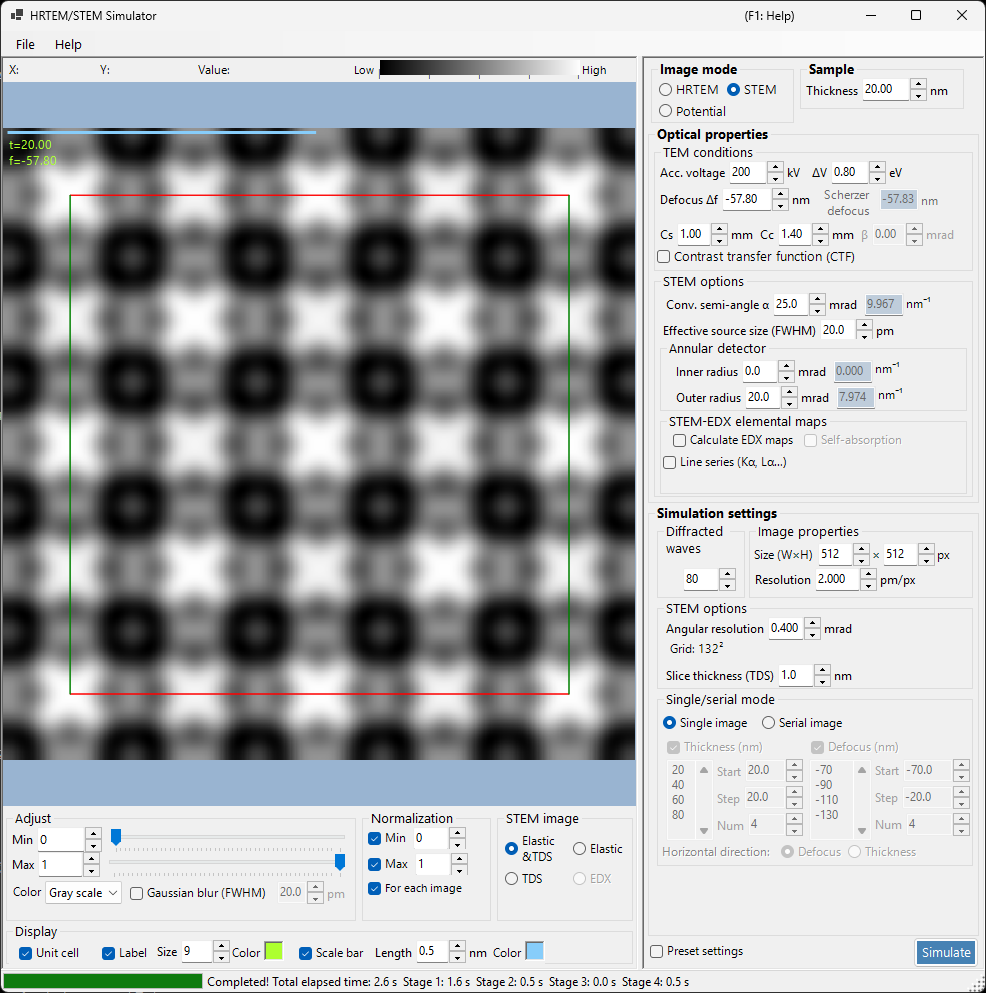 HRTEM/STEM Simulator (F1: Help)
File Help
X: Y: Value: Low High
t=20.00
f=-57.80
Image mode
HRTEM STEM
Potential
Sample
Thickness 20.00 nm
Optical properties
TEM conditions
Acc. voltage 200 kV ΔV 0.80 eV
Defocus Δf -57.80 nm Scherzer defocus -57.83 nm
Cs 1.00 mm Cc 1.40 mm β 0.00 mrad
Contrast transfer function (CTF)
STEM options
Conv. semi-angle α 25.0 mrad 9.967 nm⁻¹
Effective source size (FWHM) 20.0 pm
Annular detector
Inner radius 0.0 mrad 0.000 nm⁻¹
Outer radius 20.0 mrad 7.974 nm⁻¹
STEM-EDX elemental maps
Calculate EDX maps Self-absorption
Line series (Kα, Lα...)
Simulation settings
Diffracted
waves
80
Image properties
Size (W×H) 512 × 512 px
Resolution 2.000 pm/px
STEM options
Angular resolution 0.400 mrad
Grid: 132²
Slice thickness (TDS) 1.0 nm
Single/serial mode
Single image Serial image
Thickness (nm) Defocus (nm)
20
40
60
80
Start 20.0
Step 20.0
Num 4
-70
-90
-110
-130
Start -70.0
Step -20.0
Num 4
Horizontal direction: Defocus Thickness
Adjust
Min 0
Max 1
Color Gray scale Gaussian blur (FWHM) 20.0 pm
Normalization
Min 0
Max 1
For each image
STEM image
Elastic
&TDS
Elastic
TDS EDX
Display
Unit cell Label Size 9 Color Scale bar Length 0.5 nm Color
Preset settings Simulate
Completed! Total elapsed time: 2.6 s Stage 1: 1.6 s Stage 2: 0.5 s Stage 3: 0.0 s Stage 4: 0.5 s